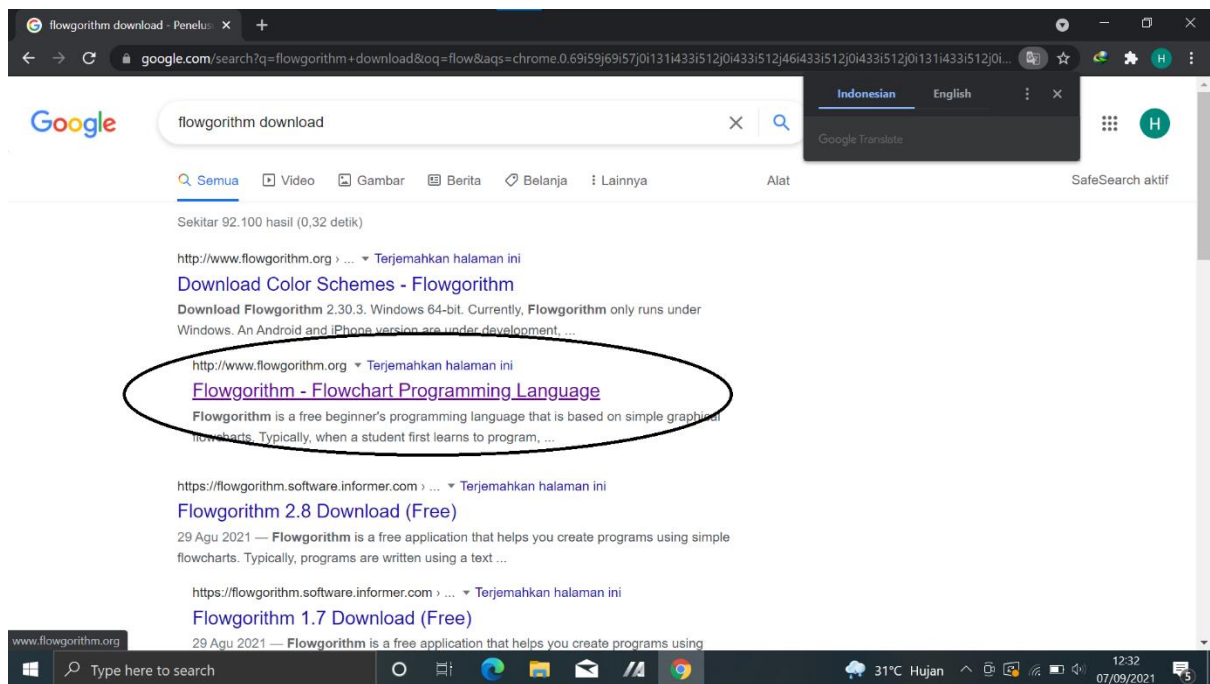 flowgorithm download - Penelus
google.com/search?q=flowgorithm+download&oq=flow&aqs=chrome.0.69i59j69i57j0i131i433i512j0i433i512j46i433i512j0i433i512j0i131i433i512j0i...
H
Indonesian English
Google Translate
Google
flowgorithm download
H
Semua Video Gambar Berita Belanja Lainnya Alat SafeSearch aktif
Sekitar 92.100 hasil (0,32 detik)
http://www.flowgorithm.org › ... Terjemahkan halaman ini
Download Color Schemes - Flowgorithm
Download Flowgorithm 2.30.3. Windows 64-bit. Currently, Flowgorithm only runs under
Windows. An Android and iPhone version are under development, ...
http://www.flowgorithm.org Terjemahkan halaman ini
Flowgorithm - Flowchart Programming Language
Flowgorithm is a free beginner's programming language that is based on simple graphical
flowcharts. Typically, when a student first learns to program, ...
https://flowgorithm.software.informer.com › ... Terjemahkan halaman ini
Flowgorithm 2.8 Download (Free)
29 Agu 2021 — Flowgorithm is a free application that helps you create programs using simple
flowcharts. Typically, programs are written using a text ...
https://flowgorithm.software.informer.com › ... Terjemahkan halaman ini
Flowgorithm 1.7 Download (Free)
29 Agu 2021 — Flowgorithm is a free application that helps you create programs using
www.flowgorithm.org
Type here to search
31°C Hujan
12:32
07/09/2021
5